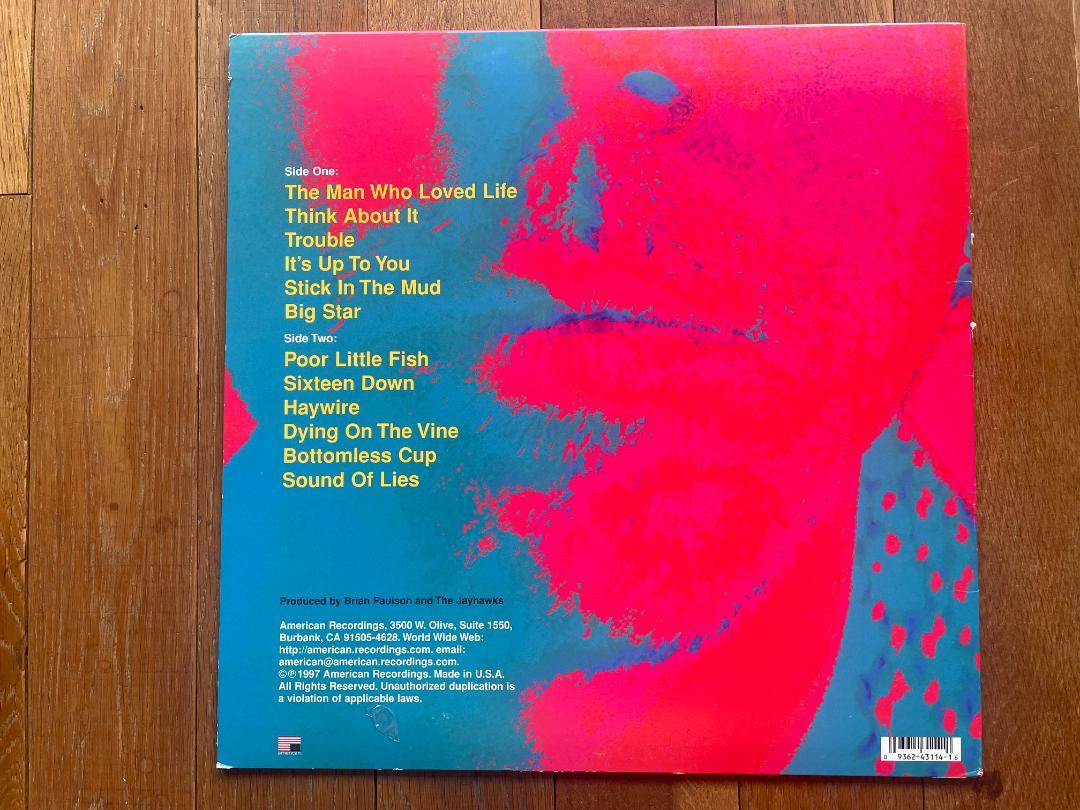 Side One:
The Man Who Loved Life
Think About It
Trouble
It's Up To You
Stick In The Mud
Big Star
Side Two:
Poor Little Fish
Sixteen Down
Haywire
Dying On The Vine
Bottomless Cup
Sound Of Lies
Produced by Brian Paulson and The Jayhawks
American Recordings, 3500 W. Olive, Suite 1550,
Burbank, CA 91505-4628. World Wide Web:
http://american.recordings.com. email:
american@american.recordings.com.
©℗1997 American Recordings. Made in U.S.A.
All Rights Reserved. Unauthorized duplication is
a violation of applicable laws.
american
0 9362-43114-1 6